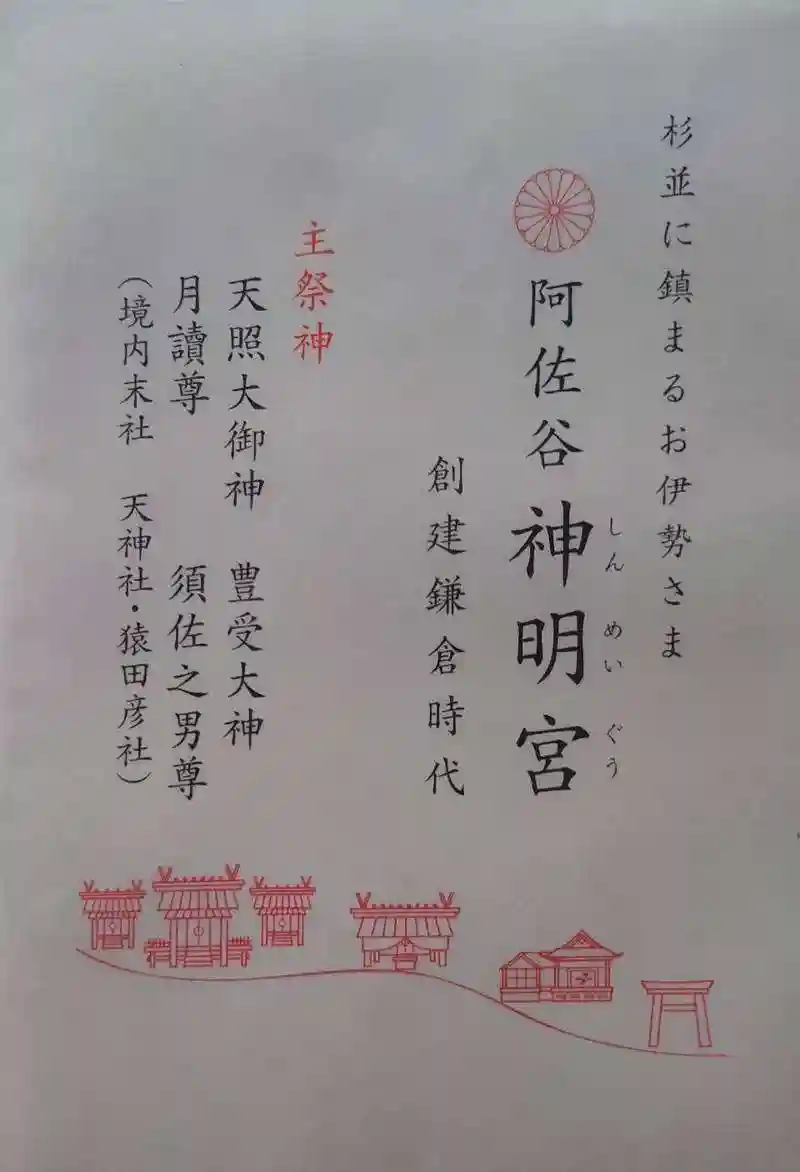 杉並に鎮まるお伊勢さま
阿佐谷神明宮
しんめいぐう
創建鎌倉時代
主祭神
天照大御神　豊受大神
月讀尊　須佐之男尊
（境内末社　天神社・猿田彦社）